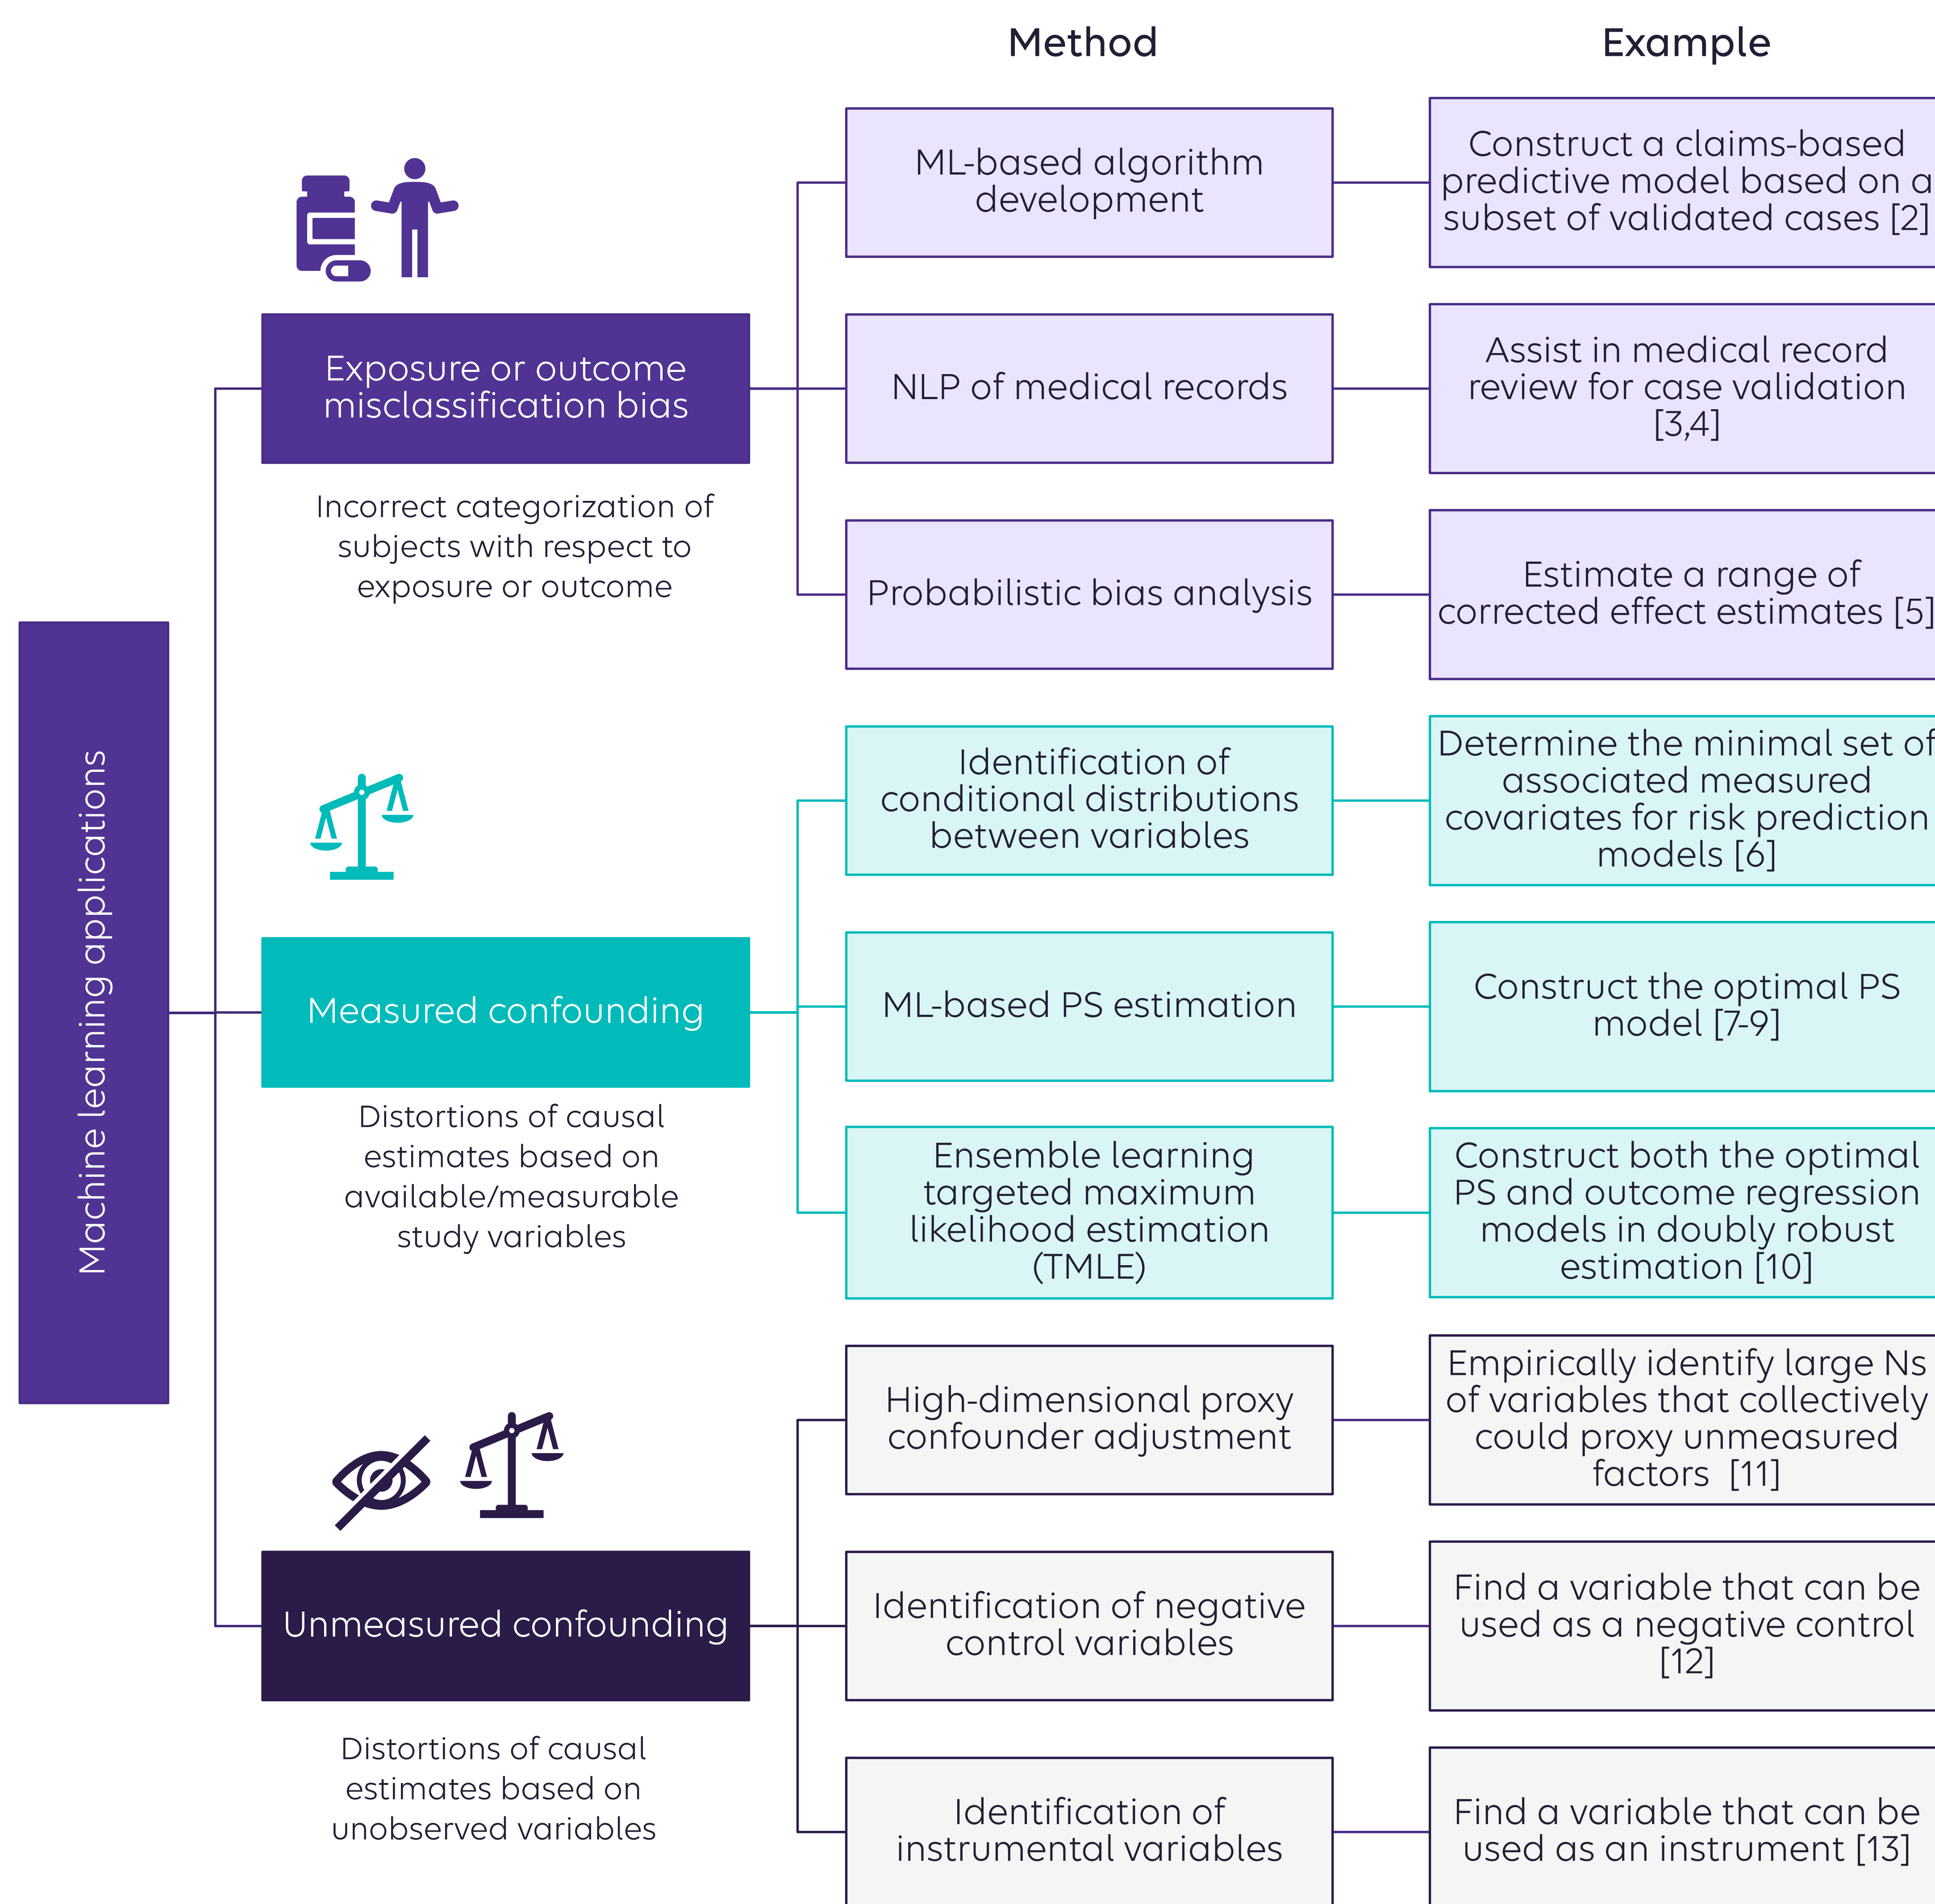 Method
Example
Machine learning applications
Exposure or outcome
misclassification bias
Incorrect categorization of
subjects with respect to
exposure or outcome
ML-based algorithm
development
Construct a claims-based
predictive model based on a
subset of validated cases [2]
NLP of medical records
Assist in medical record
review for case validation
[3,4]
Probabilistic bias analysis
Estimate a range of
corrected effect estimates [5]
Measured confounding
Distortions of causal
estimates based on
available/measurable
study variables
Identification of
conditional distributions
between variables
Determine the minimal set of
associated measured
covariates for risk prediction
models [6]
ML-based PS estimation
Construct the optimal PS
model [7-9]
Ensemble learning
targeted maximum
likelihood estimation
(TMLE)
Construct both the optimal
PS and outcome regression
models in doubly robust
estimation [10]
Unmeasured confounding
Distortions of causal
estimates based on
unobserved variables
High-dimensional proxy
confounder adjustment
Empirically identify large Ns
of variables that collectively
could proxy unmeasured
factors  [11]
Identification of negative
control variables
Find a variable that can be
used as a negative control
[12]
Identification of
instrumental variables
Find a variable that can be
used as an instrument [13]